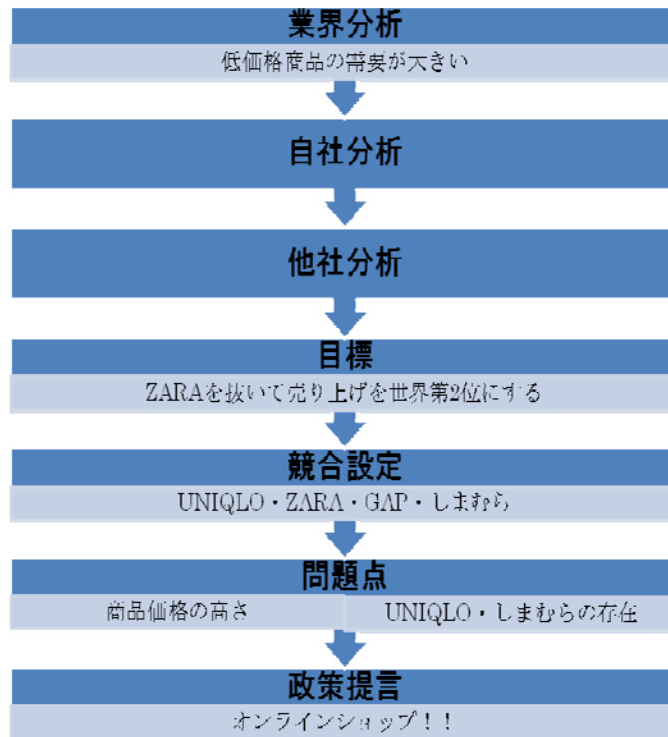 業界分析
低価格商品の需要が大きい
自社分析
他社分析
目標
ZARAを抜いて売り上げを世界第2位にする
競合設定
UNIQLO・ZARA・GAP・しまむら
問題点
商品価格の高さ
UNIQLO・しまむらの存在
政策提言
オンラインショップ！！